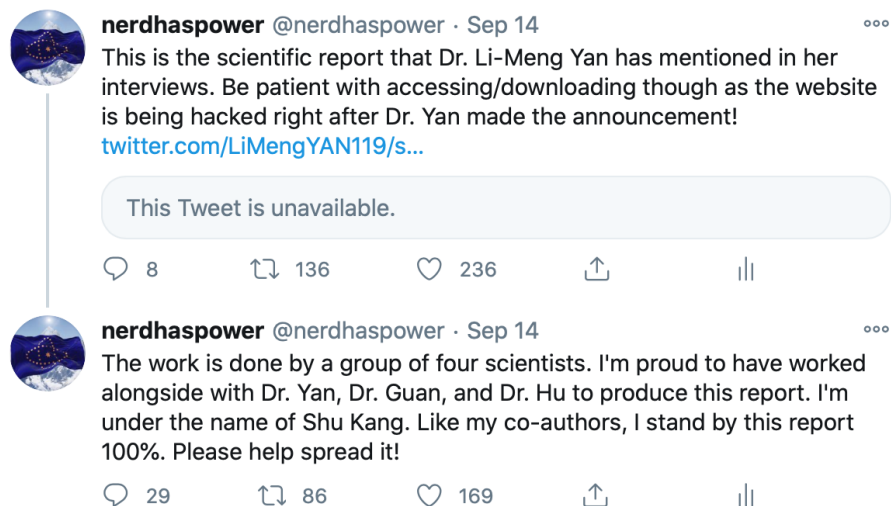 nerdhaspower @nerdhaspower · Sep 14
This is the scientific report that Dr. Li-Meng Yan has mentioned in her
interviews. Be patient with accessing/downloading though as the website
is being hacked right after Dr. Yan made the announcement!
twitter.com/LiMengYAN119/s...
This Tweet is unavailable.
8 136 236
nerdhaspower @nerdhaspower · Sep 14
The work is done by a group of four scientists. I'm proud to have worked
alongside with Dr. Yan, Dr. Guan, and Dr. Hu to produce this report. I'm
under the name of Shu Kang. Like my co-authors, I stand by this report
100%. Please help spread it!
29 86 169